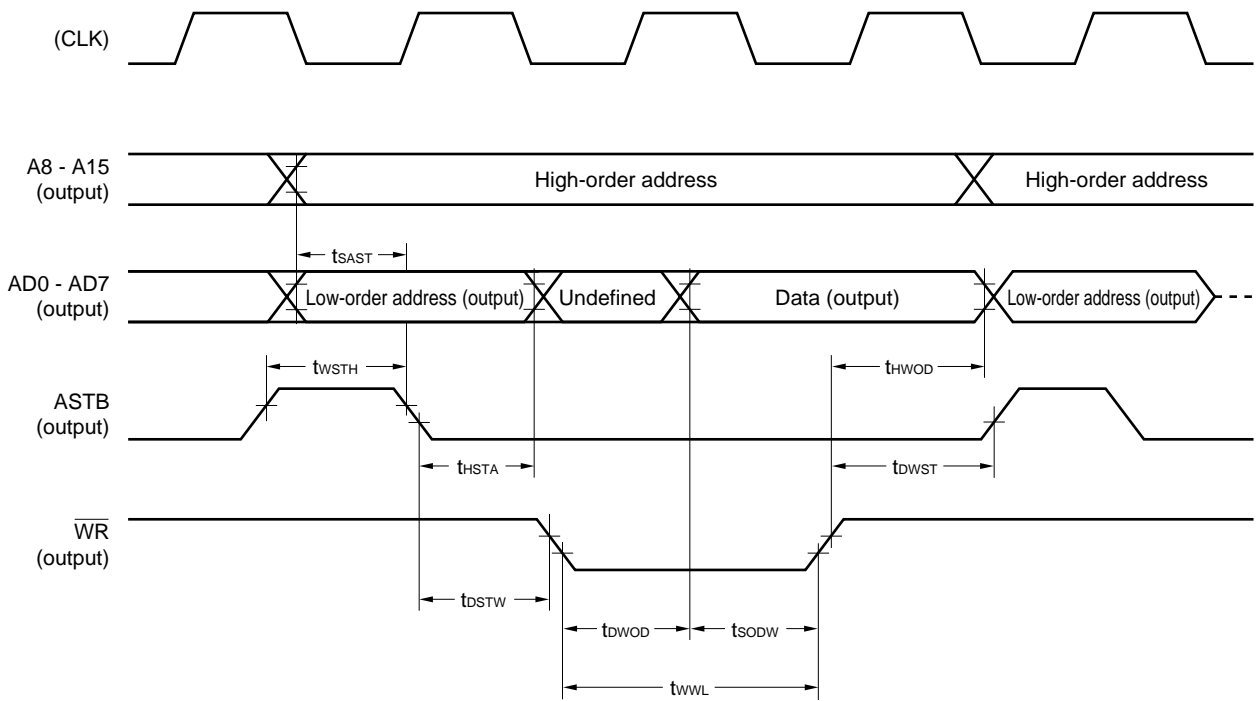 (CLK)
A8 - A15
(output)
High-order address
High-order address
tSAST
AD0 - AD7
(output)
Low-order address (output)
Undefined
Data (output)
Low-order address (output)
tWSTH
tHWOD
ASTB
(output)
tHSTA
tDWST
WR
(output)
tDSTW
tDWOD
tSODW
tWWL